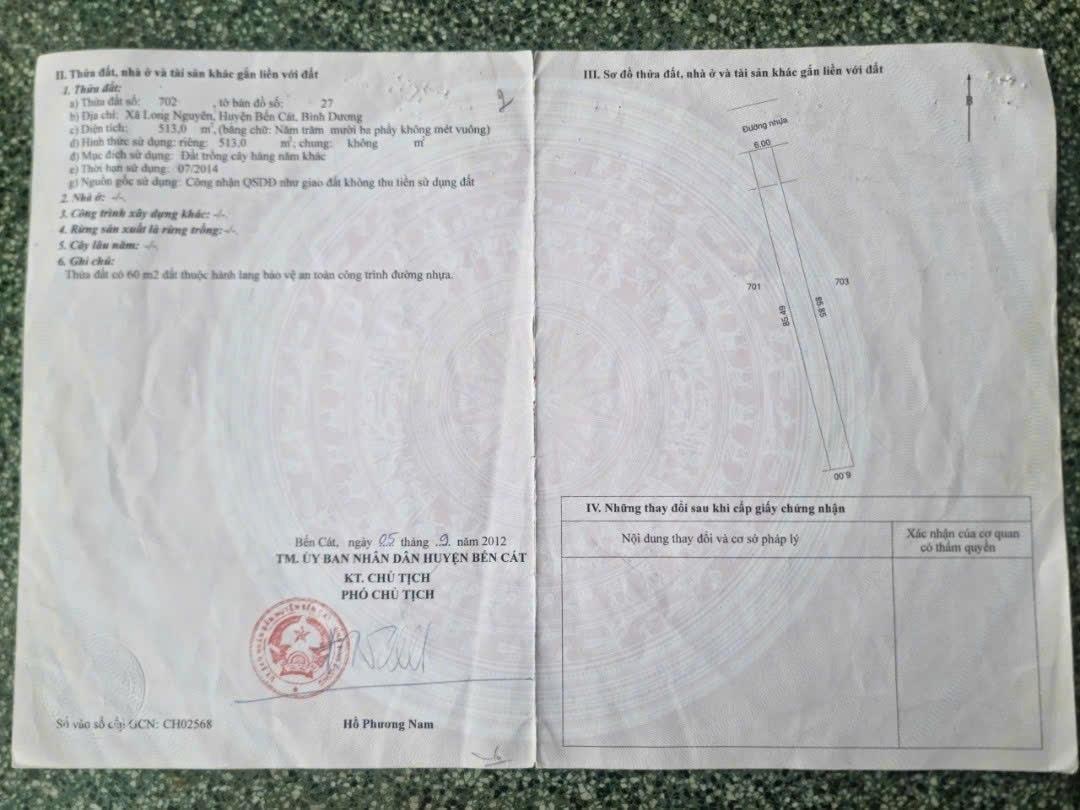 II. Thửa đất, nhà ở và tài sản khác gắn liền với đất
1. Thửa đất:
a) Thửa đất số: 702 , tờ bản đồ số: 27
b) Địa chỉ: Xã Long Nguyên, Huyện Bến Cát, Bình Dương
c) Diện tích: 513,0 m², (bằng chữ: Năm trăm mười ba phẩy không mét vuông)
d) Hình thức sử dụng: riêng: 513,0 m²; chung: không m²
đ) Mục đích sử dụng: Đất trồng cây hàng năm khác
e) Thời hạn sử dụng: 07/2014
g) Nguồn gốc sử dụng: Công nhận QSDĐ như giao đất không thu tiền sử dụng đất
2. Nhà ở: -/-.
3. Công trình xây dựng khác: -/-.
4. Rừng sản xuất là rừng trồng:-/-.
5. Cây lâu năm: -/-.
6. Ghi chú:
Thửa đất có 60 m2 đất thuộc hành lang bảo vệ an toàn công trình đường nhựa.
2
Bến Cát, ngày 05 tháng .9. năm 2012
TM. ỦY BAN NHÂN DÂN HUYỆN BẾN CÁT
KT. CHỦ TỊCH
PHÓ CHỦ TỊCH
Hồ Phương Nam
Số vào sổ cấp GCN: CH02568
III. Sơ đồ thửa đất, nhà ở và tài sản khác gắn liền với đất
B
Đường nhựa
6.00
701
703
85.49
85.85
6.00
IV. Những thay đổi sau khi cấp giấy chứng nhận
Nội dung thay đổi và cơ sở pháp lý
Xác nhận của cơ quan
có thẩm quyền